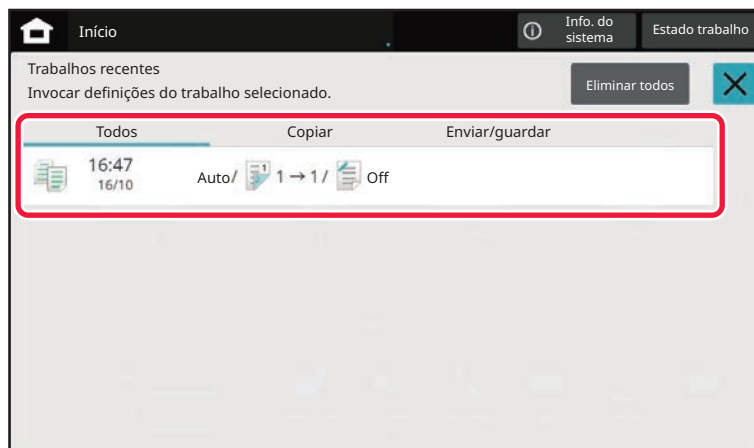 Início
Info. do
sistema
Estado trabalho
Trabalhos recentes
Invocar definições do trabalho selecionado.
Eliminar todos
Todos Copiar Enviar/guardar
16:47
16/10
Auto/ 1 1 → 1 / Off